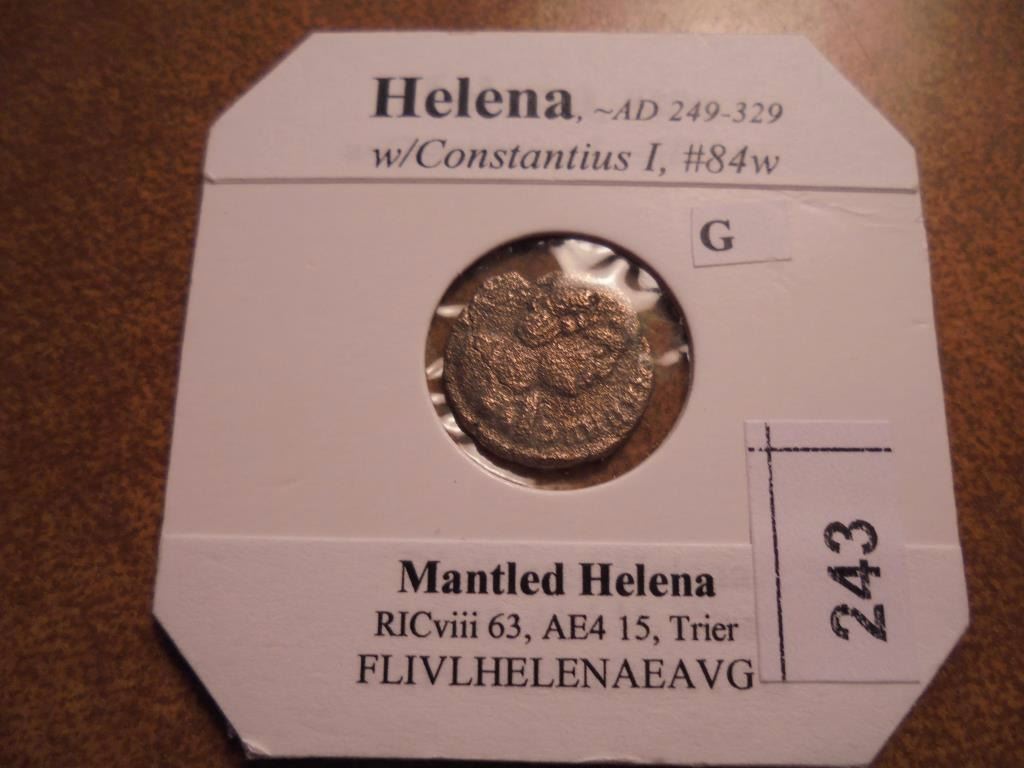 Helena, ~AD 249-329
w/Constantius I, #84w
G
Mantled Helena
RICviii 63, AE4 15, Trier
FLIVLHELENAEAVG
243